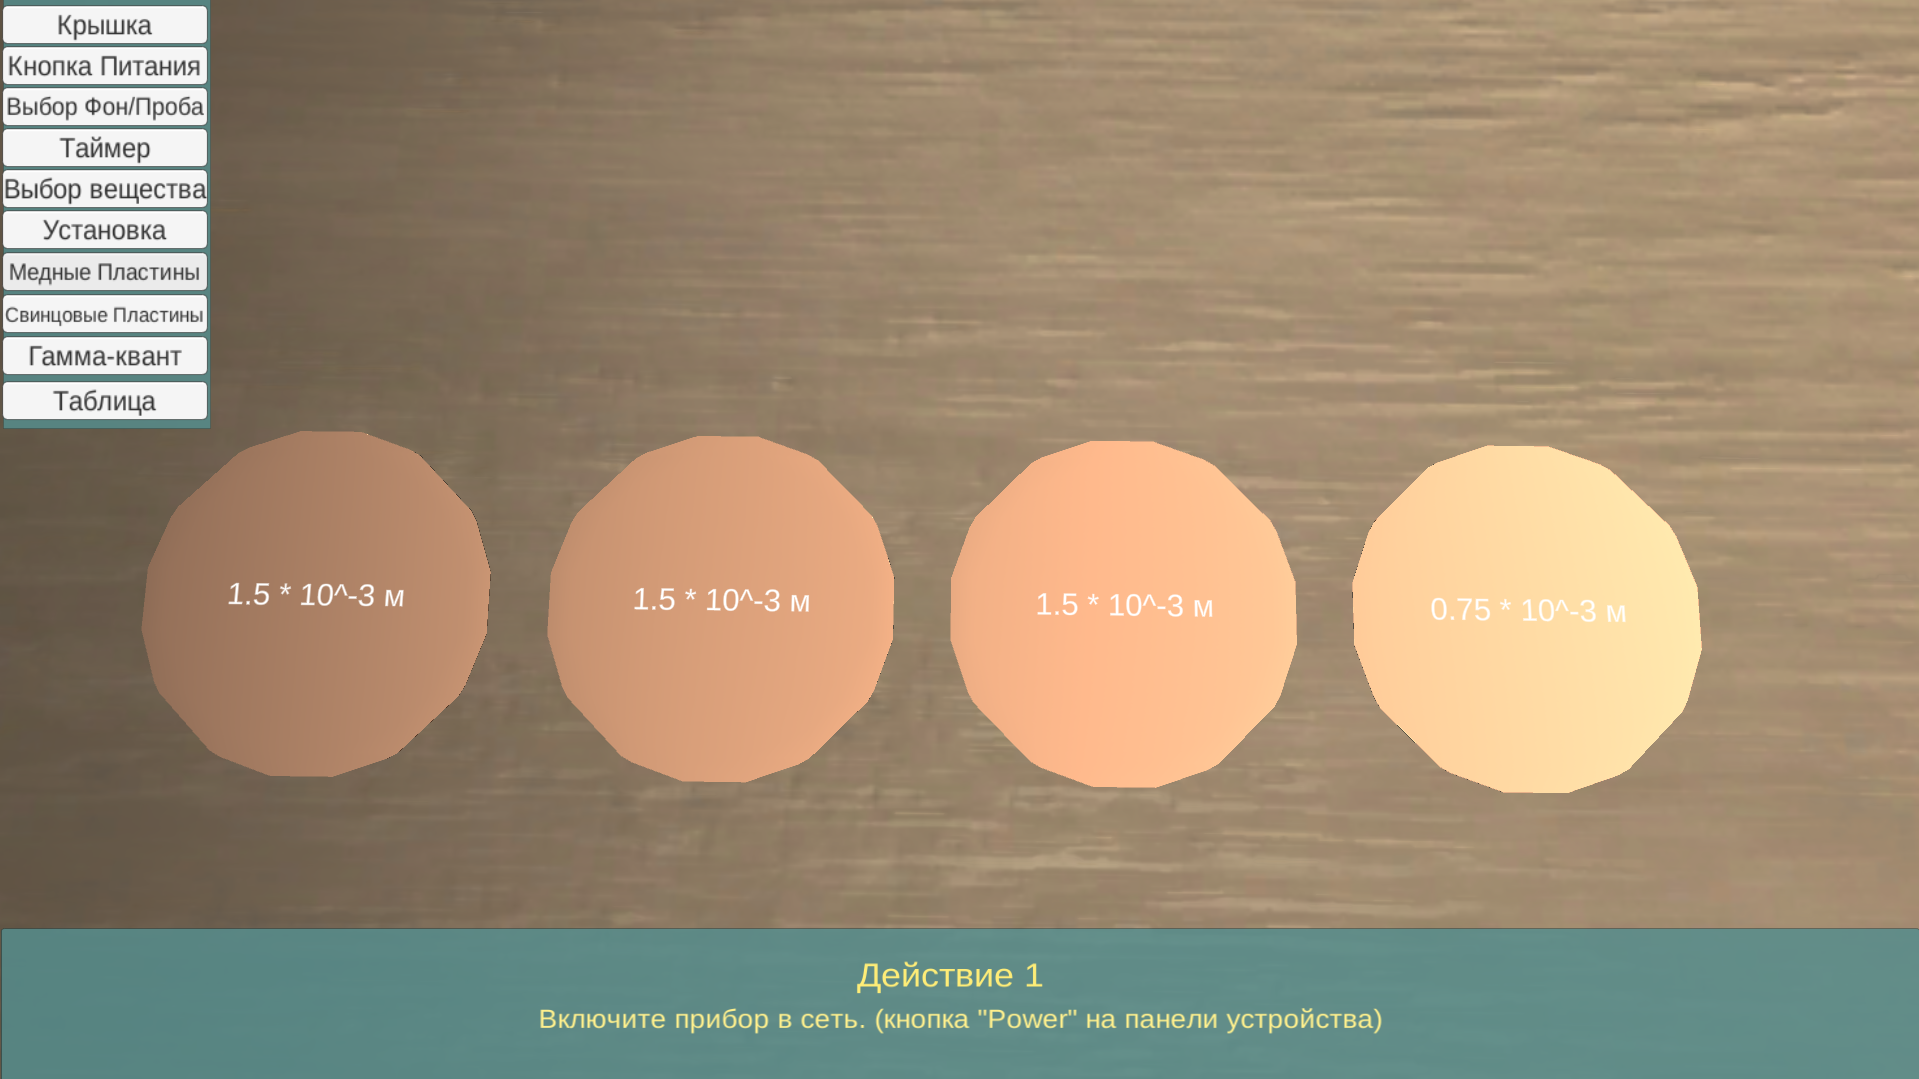 Крышка
Кнопка Питания
Выбор Фон/Проба
Таймер
Выбор вещества
Установка
Медные Пластины
Свинцовые Пластины
Гамма-квант
Таблица
1.5 * 10^-3 м
1.5 * 10^-3 м
1.5 * 10^-3 м
0.75 * 10^-3 м
Действие 1
Включите прибор в сеть. (кнопка "Power" на панели устройства)